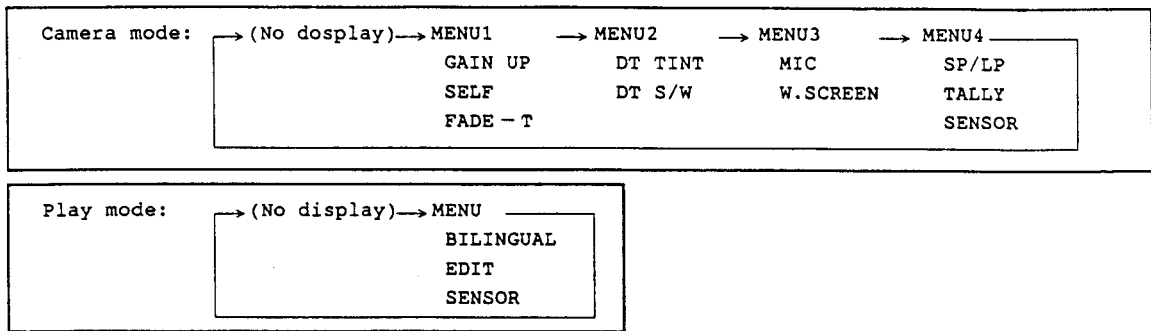 Camera mode: → (No dosplay) → MENU1 → MENU2 → MENU3 → MENU4
GAIN UP DT TINT MIC SP/LP
SELF DT S/W W.SCREEN TALLY
FADE－T SENSOR
Play mode: → (No display) → MENU
BILINGUAL
EDIT
SENSOR